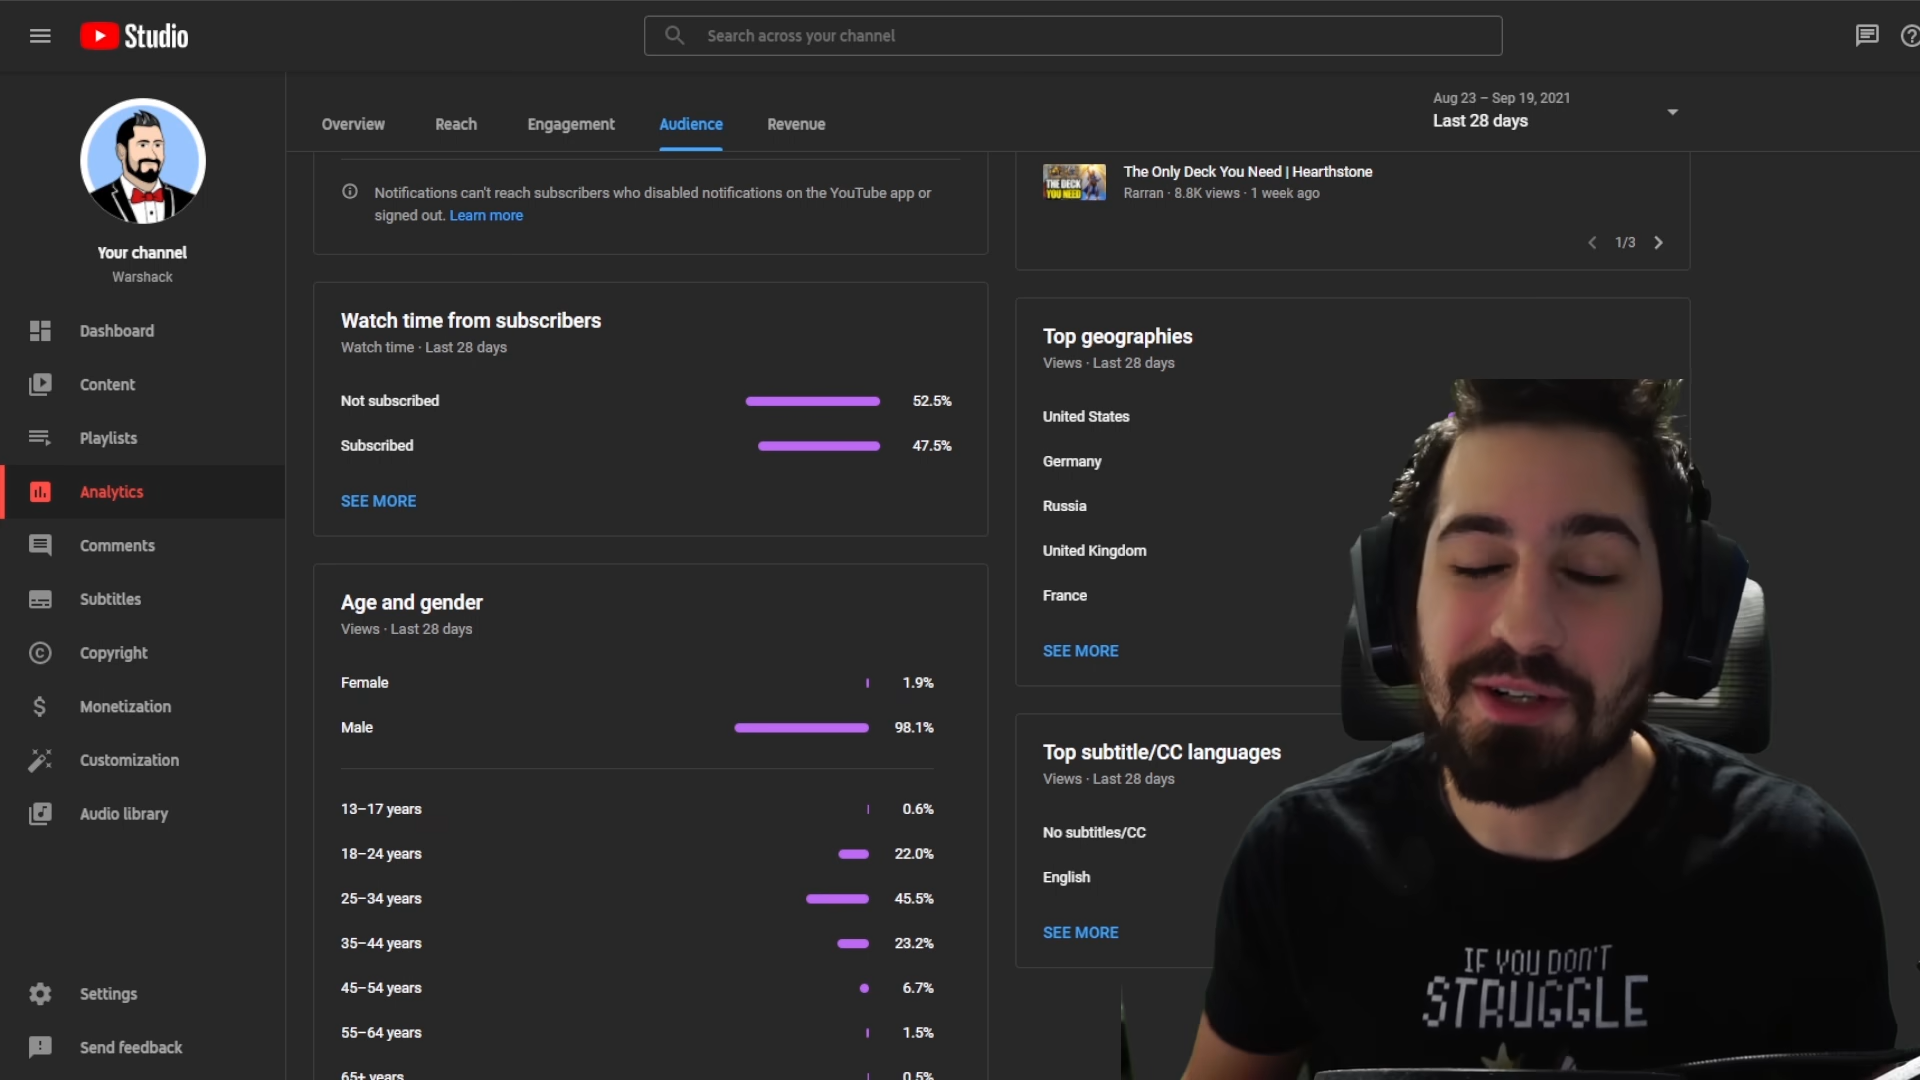 Studio
Search across your channel
Your channel
Warshack
Dashboard
Content
Playlists
Analytics
Comments
Subtitles
Copyright
Monetization
Customization
Audio library
Settings
Send feedback
Overview
Reach
Engagement
Audience
Revenue
Aug 23 – Sep 19, 2021
Last 28 days
Notifications can't reach subscribers who disabled notifications on the YouTube app or
signed out. Learn more
Watch time from subscribers
Watch time · Last 28 days
Not subscribed 52.5%
Subscribed 47.5%
SEE MORE
Age and gender
Views · Last 28 days
Female 1.9%
Male 98.1%
13–17 years 0.6%
18–24 years 22.0%
25–34 years 45.5%
35–44 years 23.2%
45–54 years 6.7%
55–64 years 1.5%
65+ years 0.5%
THE DECK
YOU NEED
The Only Deck You Need | Hearthstone
Rarran · 8.8K views · 1 week ago
1/3
Top geographies
Views · Last 28 days
United States
Germany
Russia
United Kingdom
France
SEE MORE
Top subtitle/CC languages
Views · Last 28 days
No subtitles/CC
English
SEE MORE
IF YOU DON'T
STRUGGLE